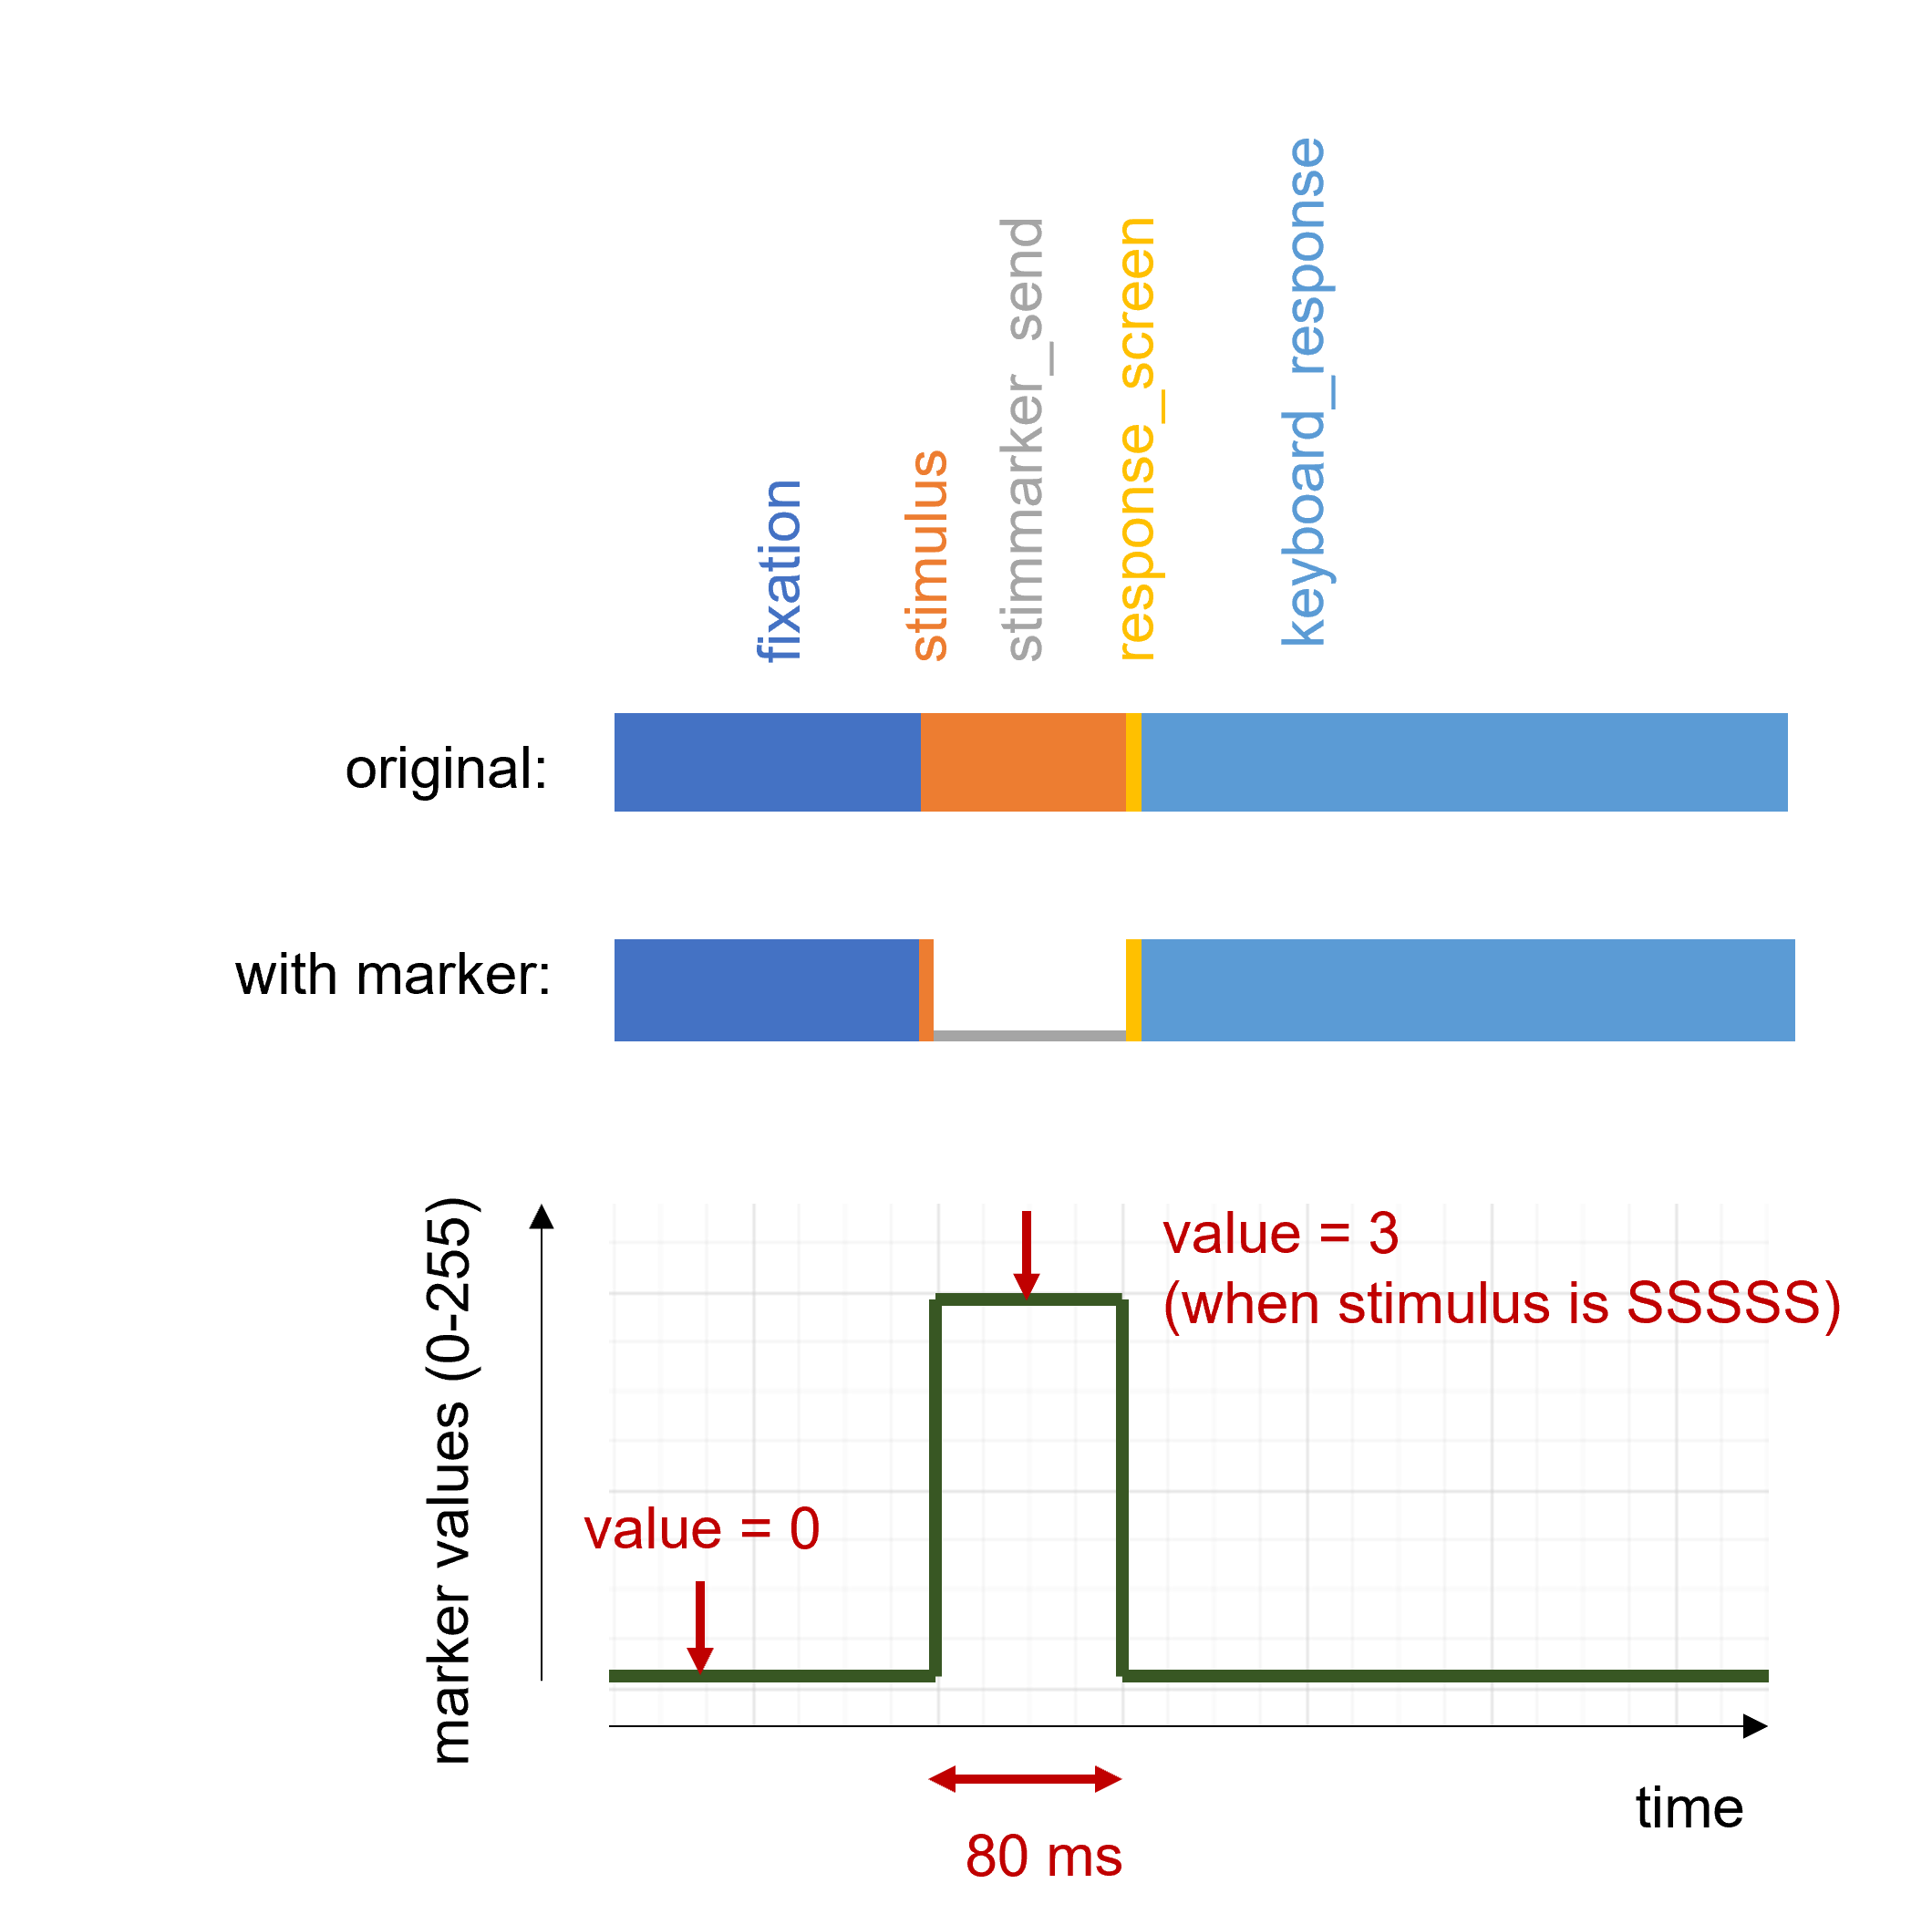 fixation
stimulus
stimmarker_send
response_screen
keyboard_response
original:
with marker:
marker values (0-255)
value = 3
(when stimulus is SSSSS)
value = 0
time
80 ms